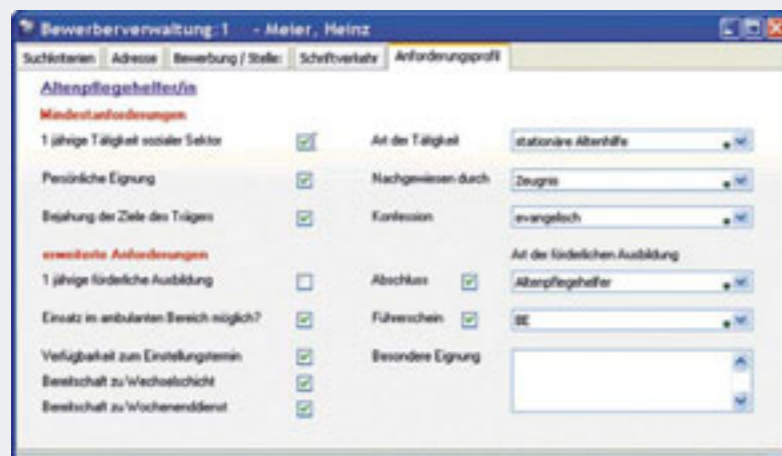 Bewerberverwaltung:1 - Meier, Heinz
Suchkriterien Adresse Bewerbung / Stelle: Schriftverkehr Anforderungsprofil
Altenpflegehelfer/in
Mindestanforderungen
1 jährige Tätigkeit sozialer Sektor Art der Tätigkeit stationäre Altenhilfe
Persönliche Eignung Nachgewiesen durch Zeugnis
Bejahung der Ziele des Trägers Konfession evangelisch
erweiterte Anforderungen Art der förderlichen Ausbildung
1 jährige förderliche Ausbildung Abschluss Altenpflegehelfer
Einsatz im ambulanten Bereich möglich? Führerschein BE
Verfügbarkeit zum Einstellungstermin Besondere Eignung
Bereitschaft zu Wechselschicht
Bereitschaft zu Wochenenddienst